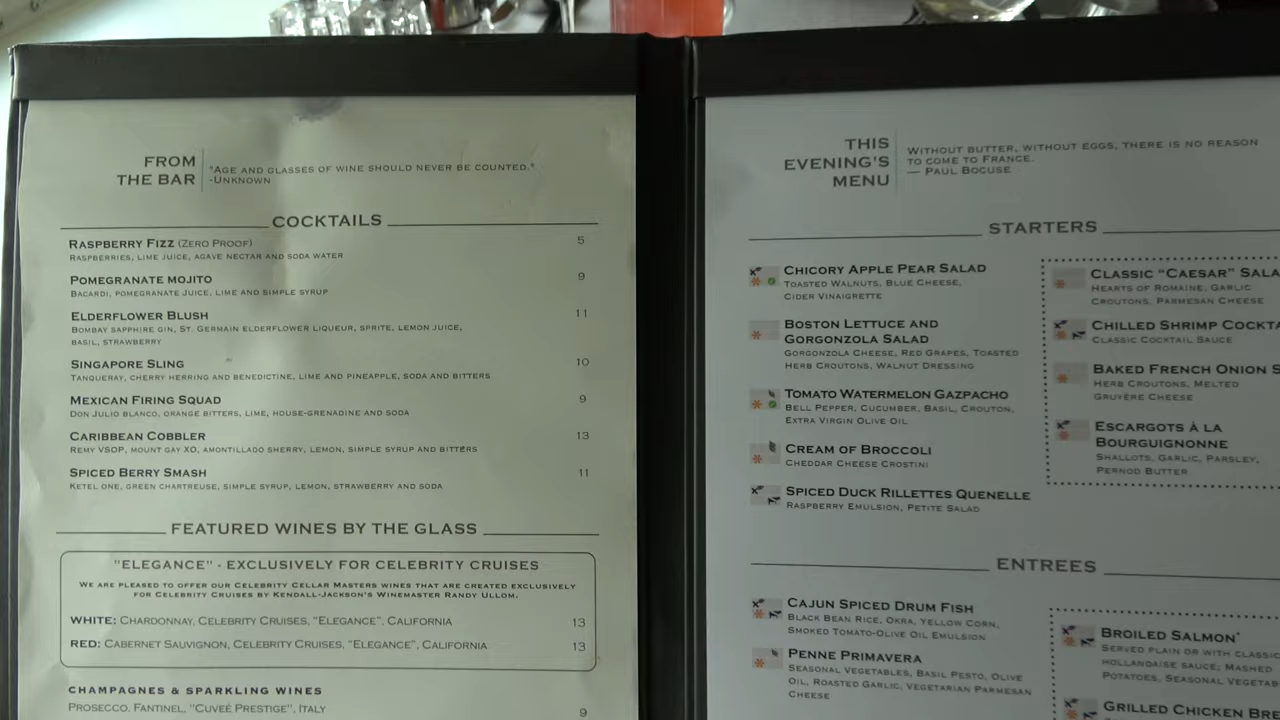 FROM
THE BAR
"Age and glasses of wine should never be counted."
-Unknown
COCKTAILS
Raspberry Fizz (Zero Proof) 5
Raspberries, lime juice, agave nectar and soda water
Pomegranate mojito 9
Bacardi, pomegranate juice, lime and simple syrup
Elderflower Blush 11
Bombay sapphire gin, St. Germain elderflower liqueur, sprite, lemon juice,
basil, strawberry
Singapore Sling 10
Tanqueray, cherry herring and benedictine, lime and pineapple, soda and bitters
Mexican Firing Squad 9
Don julio blanco, orange bitters, lime, house-grenadine and soda
Caribbean Cobbler 13
Remy VSOP, mount gay XO, amontillado sherry, lemon, simple syrup and bitters
Spiced Berry Smash 11
Ketel one, green chartreuse, simple syrup, lemon, strawberry and soda
FEATURED WINES BY THE GLASS
"ELEGANCE" - EXCLUSIVELY FOR CELEBRITY CRUISES
We are pleased to offer our Celebrity Cellar Masters wines that are created exclusively
for Celebrity Cruises by Kendall-Jackson's Winemaster Randy Ullom.
WHITE: Chardonnay, Celebrity Cruises, "Elegance", California 13
RED: Cabernet Sauvignon, Celebrity Cruises, "Elegance", California 13
CHAMPAGNES & SPARKLING WINES
Prosecco, Fantinel, "Cuveé Prestige", Italy 9
THIS
EVENING'S
MENU
Without butter, without eggs, there is no reason
to come to France.
— Paul Bocuse
STARTERS
Chicory Apple Pear Salad
Toasted Walnuts, Blue Cheese,
Cider Vinaigrette
Boston Lettuce and
Gorgonzola Salad
Gorgonzola Cheese, Red Grapes, Toasted
Herb Croutons, Walnut Dressing
Tomato Watermelon Gazpacho
Bell Pepper, Cucumber, Basil, Crouton,
Extra Virgin Olive Oil
Cream of Broccoli
Cheddar Cheese Crostini
Spiced Duck Rillettes Quenelle
Raspberry Emulsion, Petite Salad
Classic "Caesar" Sala
Hearts of Romaine, Garlic
Croutons, Parmesan Cheese
Chilled Shrimp Cockta
Classic Cocktail Sauce
Baked French Onion S
Herb Croutons, Melted
Gruyère Cheese
Escargots à la
Bourguignonne
Shallots, Garlic, Parsley,
Pernod Butter
ENTREES
Cajun Spiced Drum Fish
Black Bean Rice, Okra, Yellow Corn,
Smoked Tomato-Olive Oil Emulsion
Penne Primavera
Seasonal Vegetables, Basil Pesto, Olive
Oil, Roasted Garlic, Vegetarian Parmesan
Cheese
Broiled Salmon*
Served plain or with classic
Hollandaise sauce; Mashed
Potatoes, Seasonal Vegetab
Grilled Chicken Bre